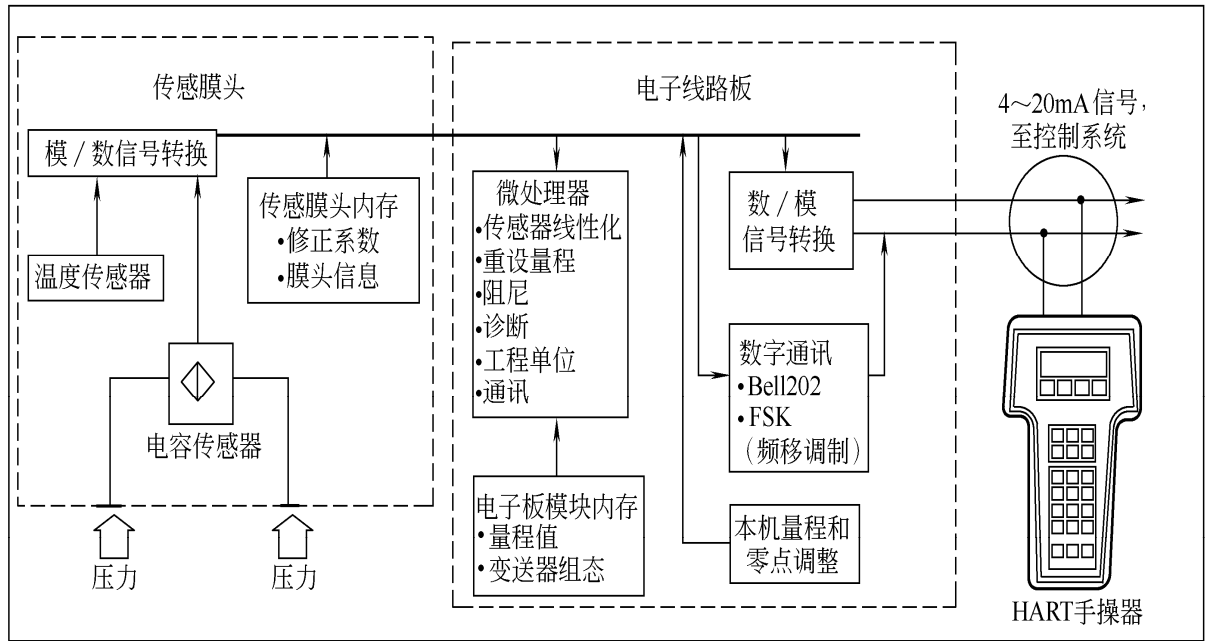 传感膜头
模/数信号转换
温度传感器
传感膜头内存
•修正系数
•膜头信息
电容传感器
压力
压力
电子线路板
微处理器
•传感器线性化
•重设量程
•阻尼
•诊断
•工程单位
•通讯
电子板模块内存
•量程值
•变送器组态
数/模
信号转换
数字通讯
•Bell202
•FSK
（频移调制）
本机量程和
零点调整
4～20mA信号，
至控制系统
HART手操器